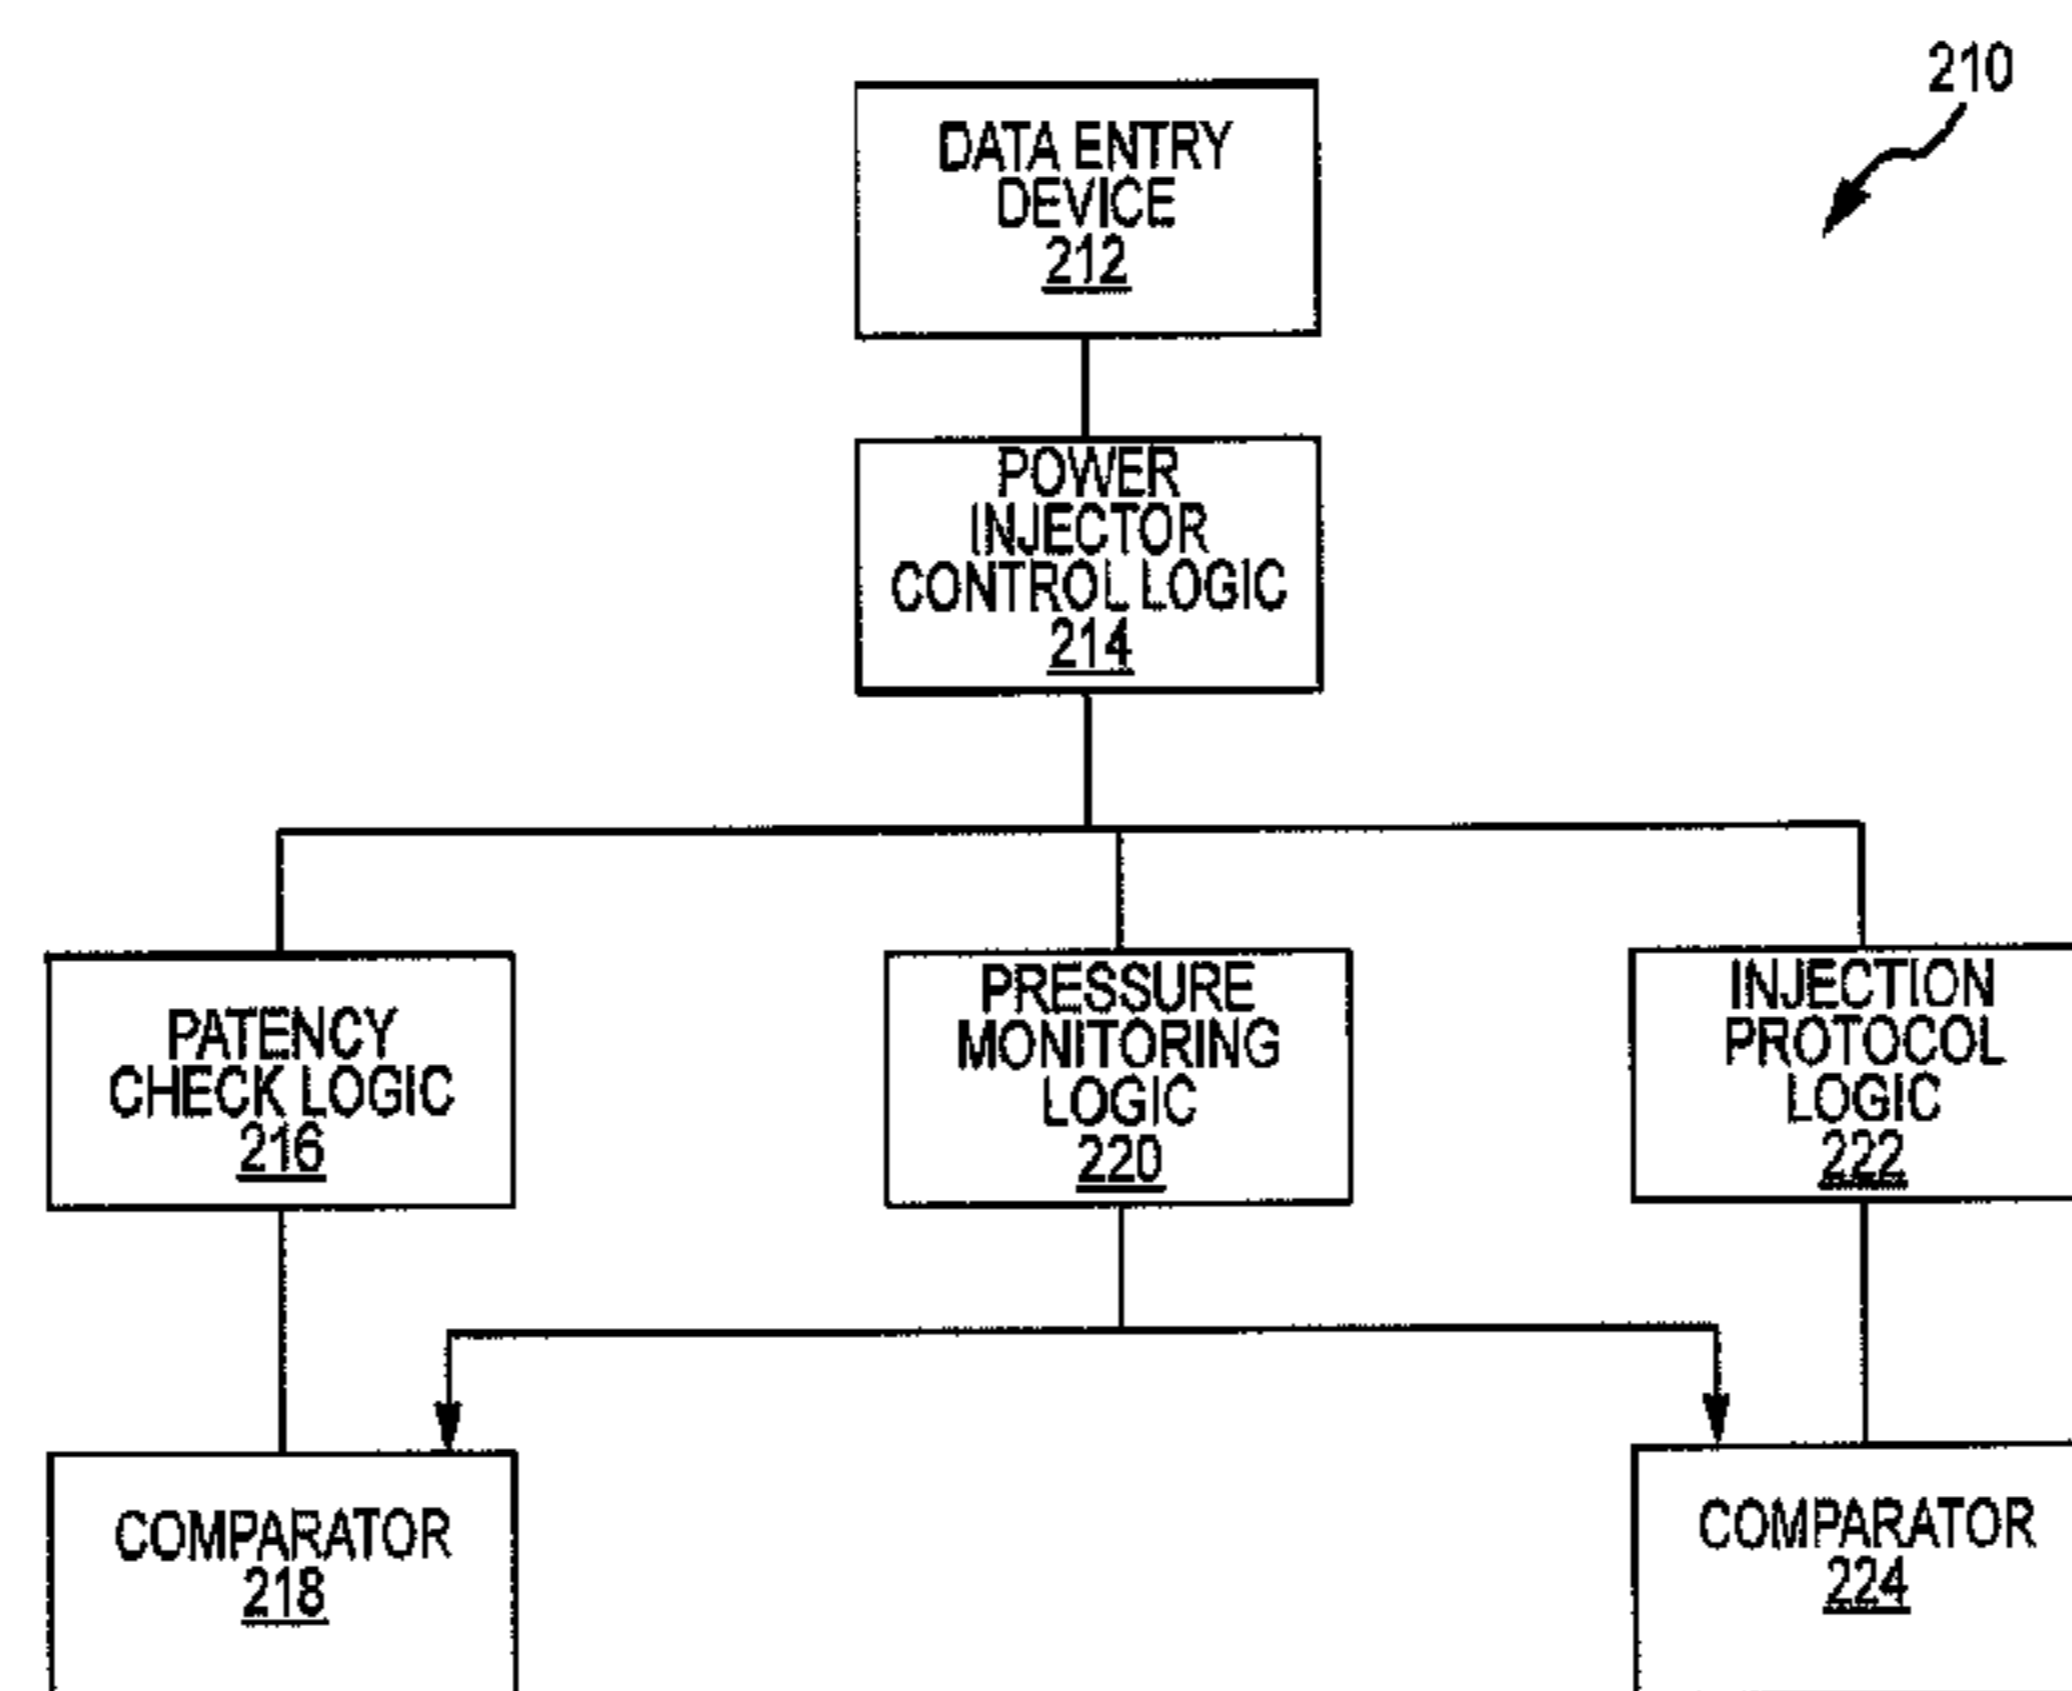 210
DATA ENTRY
DEVICE
212
POWER
INJECTOR
CONTROL LOGIC
214
PATENCY
CHECK LOGIC
216
PRESSURE
MONITORING
LOGIC
220
INJECTION
PROTOCOL
LOGIC
222
COMPARATOR
218
COMPARATOR
224